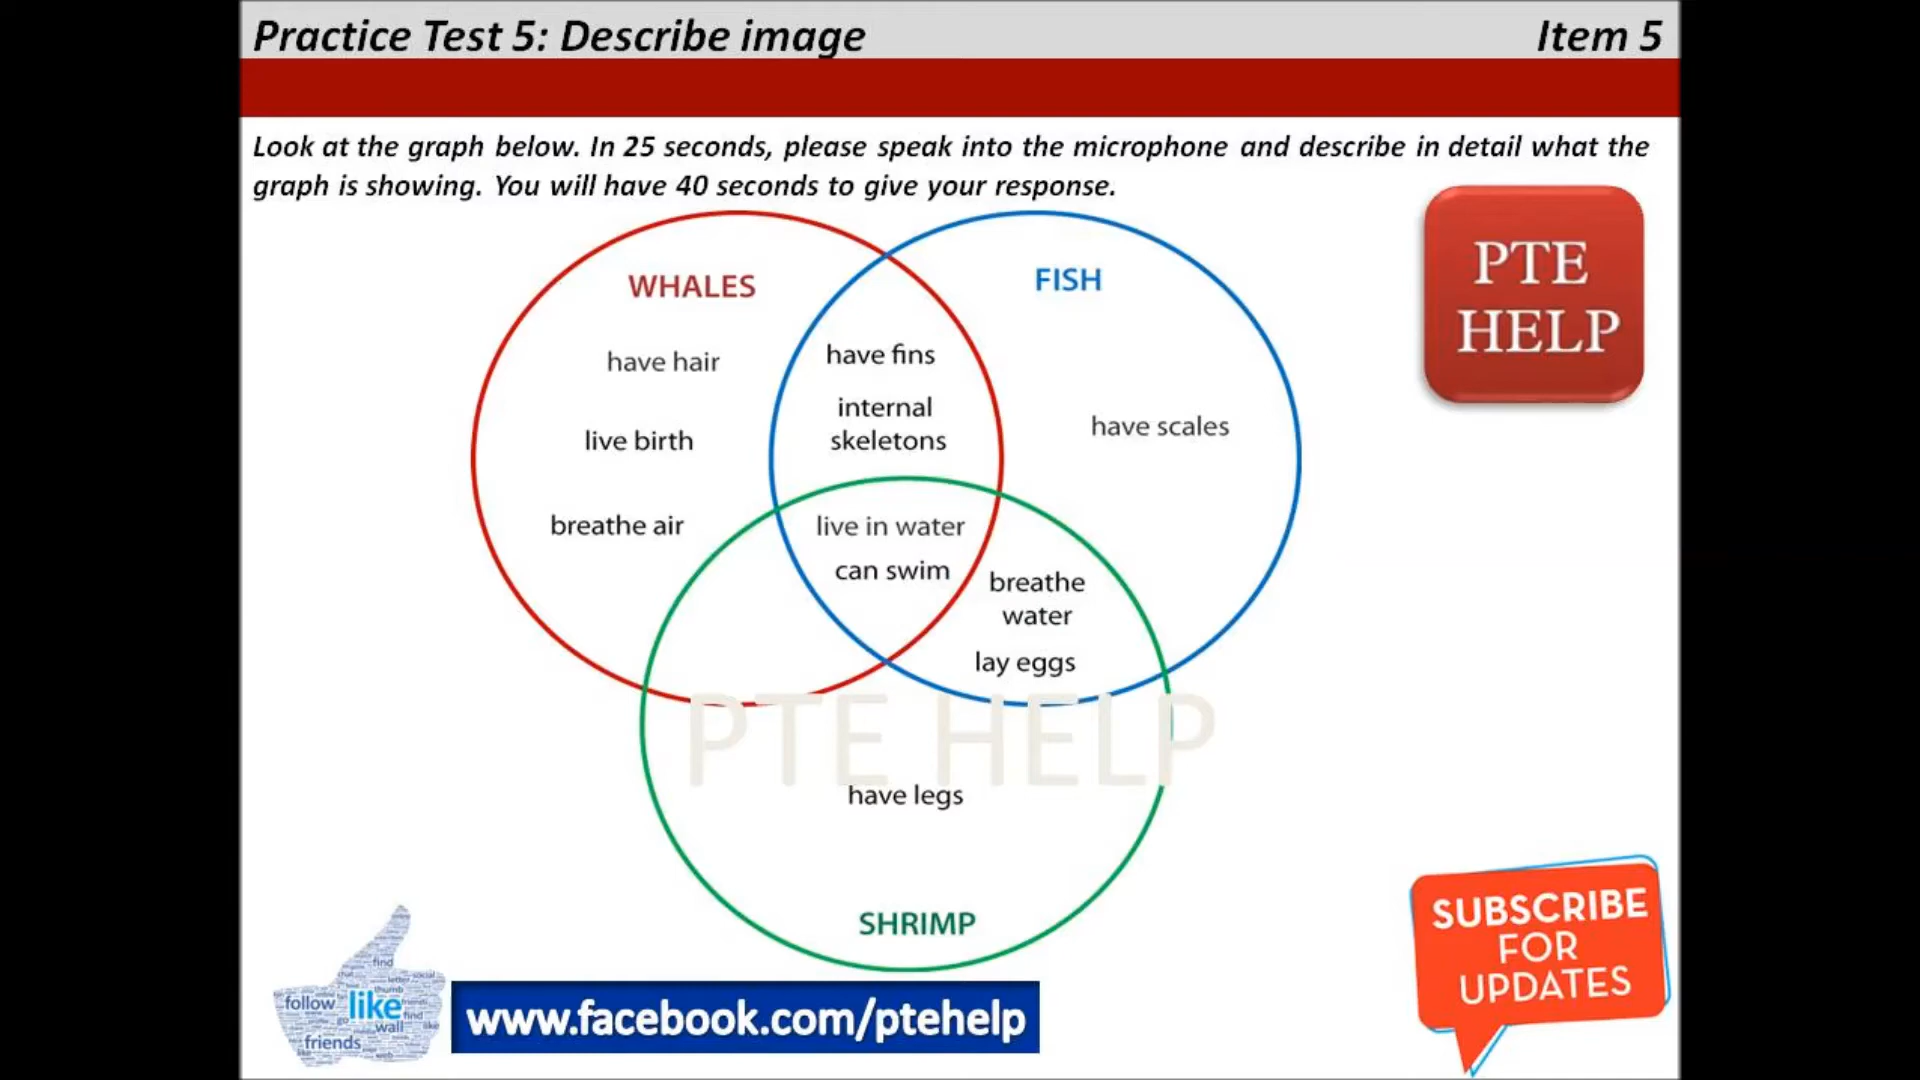 Practice Test 5: Describe image
Item 5
Look at the graph below. In 25 seconds, please speak into the microphone and describe in detail what the
graph is showing. You will have 40 seconds to give your response.
PTE
HELP
WHALES
FISH
have hair
have fins
internal
skeletons
have scales
live birth
breathe air
live in water
can swim
breathe
water
lay eggs
PTE HELP
have legs
SHRIMP
SUBSCRIBE
FOR
UPDATES
find
follow
like
find
wall
like
friends
www.facebook.com/ptehelp